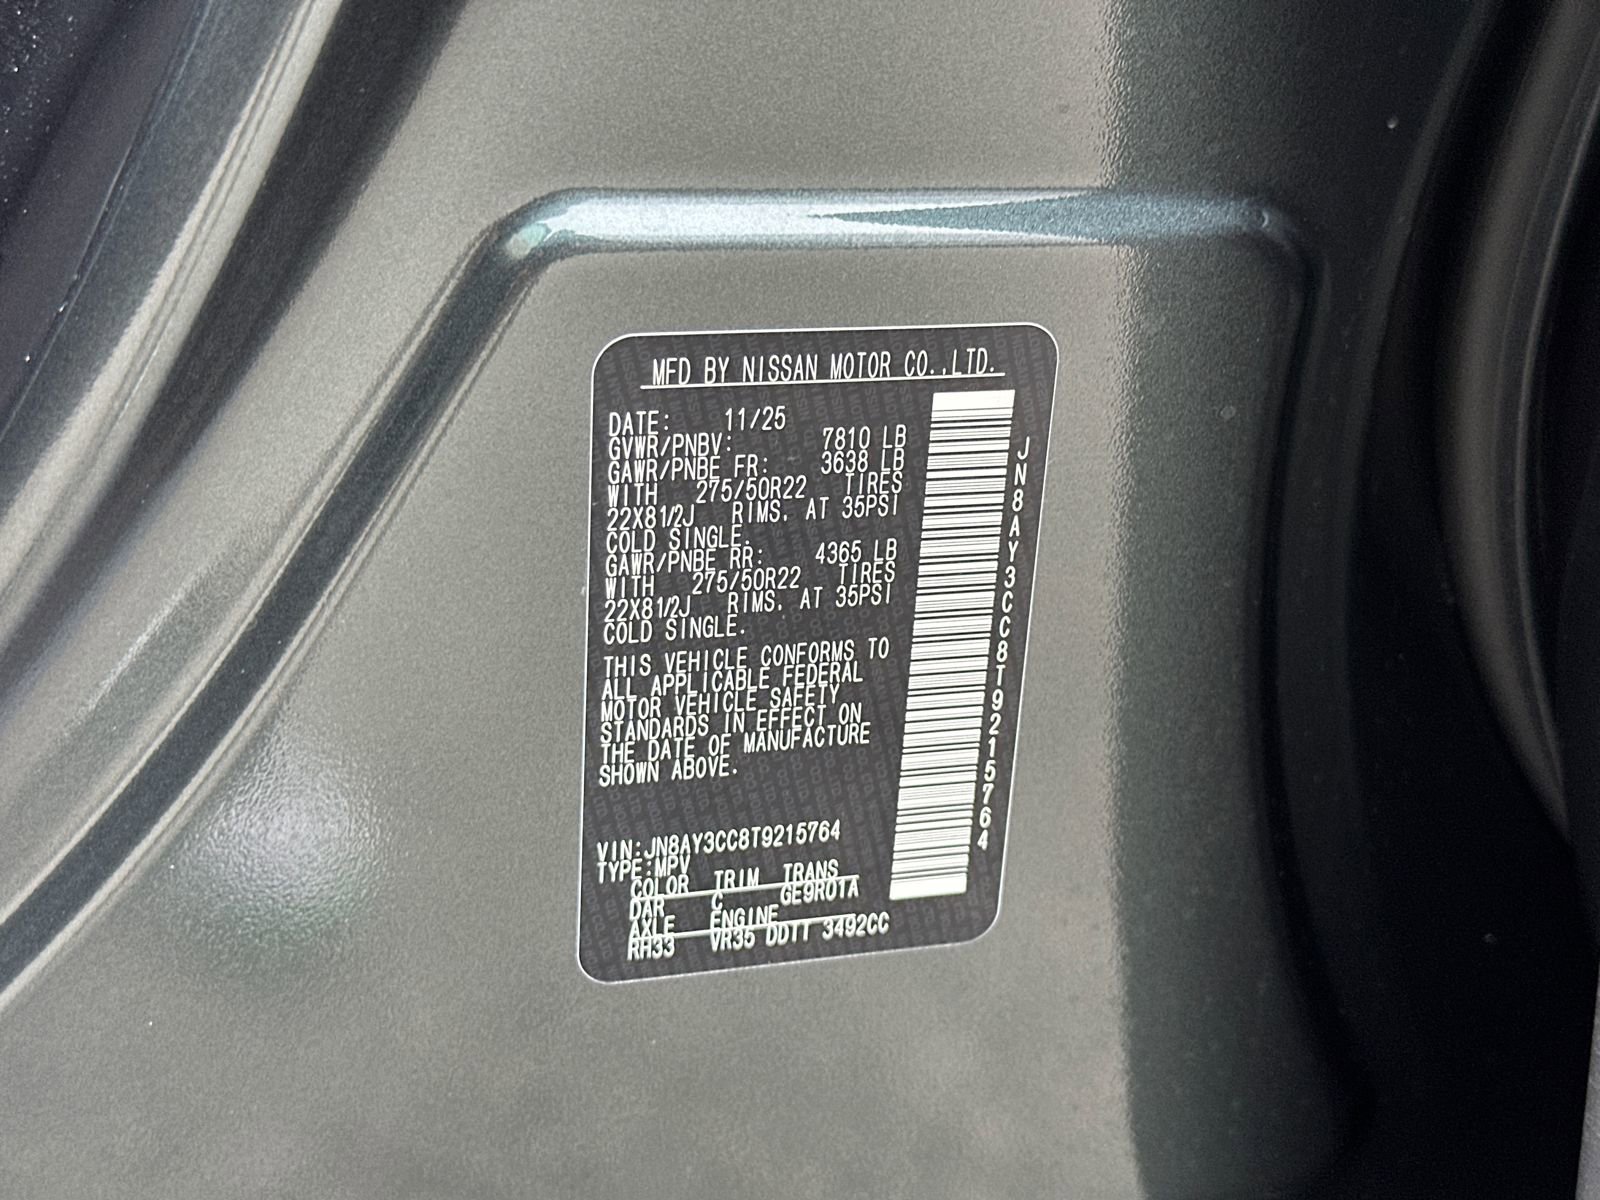 MFD BY NISSAN MOTOR CO.,LTD.
DATE: 11/25
GVWR/PNBV: 7810 LB
GAWR/PNBE FR: 3638 LB
WITH 275/50R22 TIRES
22X81/2J RIMS. AT 35PSI
COLD SINGLE.
GAWR/PNBE RR: 4365 LB
WITH 275/50R22 TIRES
22X81/2J RIMS. AT 35PSI
COLD SINGLE.
THIS VEHICLE CONFORMS TO
ALL APPLICABLE FEDERAL
MOTOR VEHICLE SAFETY
STANDARDS IN EFFECT ON
THE DATE OF MANUFACTURE
SHOWN ABOVE.
VIN:JN8AY3CC8T9215764
TYPE:MPV
COLOR TRIM TRANS
DAR C GE9R01A
AXLE ENGINE
RH33 VR35 DDTT 3492CC
JN8AY3CC8T9215764